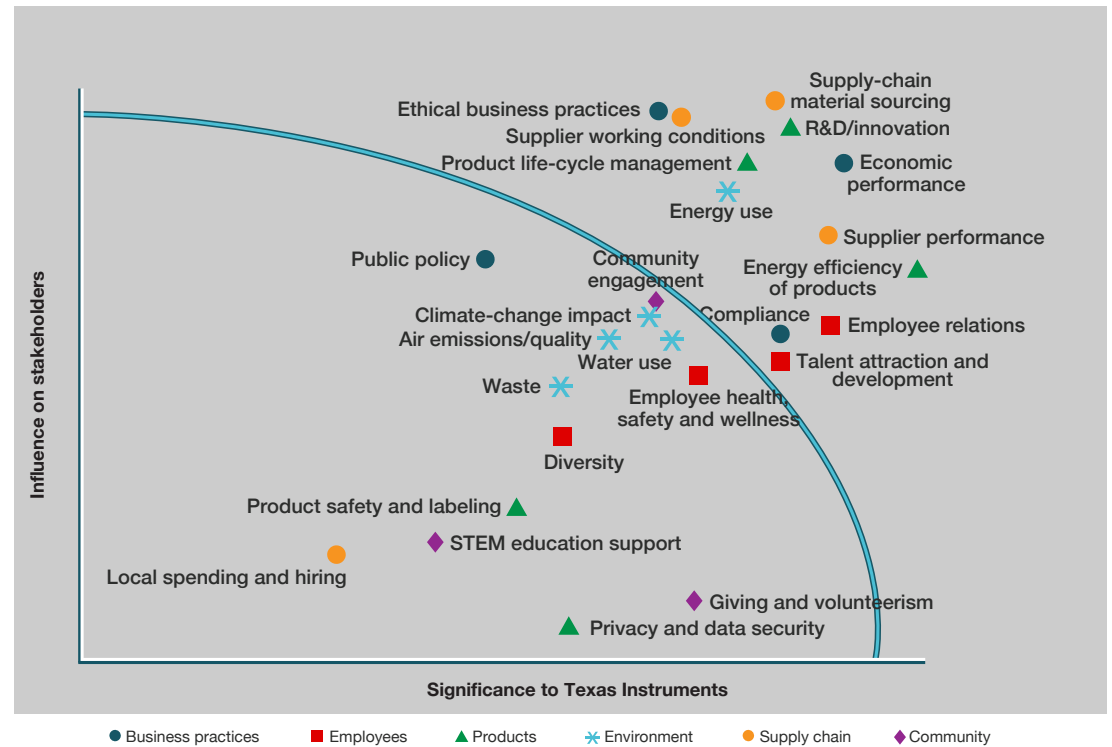 Supply-chain
material sourcing
Ethical business practices
R&D/innovation
Supplier working conditions
Product life-cycle management
Economic
performance
Energy use
Supplier performance
Public policy
Community
engagement
Energy efficiency
of products
Climate-change impact
Compliance
Employee relations
Air emissions/quality
Water use
Talent attraction and
development
Waste
Employee health,
safety and wellness
Diversity
Product safety and labeling
STEM education support
Local spending and hiring
Giving and volunteerism
Privacy and data security
Influence on stakeholders
Significance to Texas Instruments
Business practices
Employees
Products
Environment
Supply chain
Community